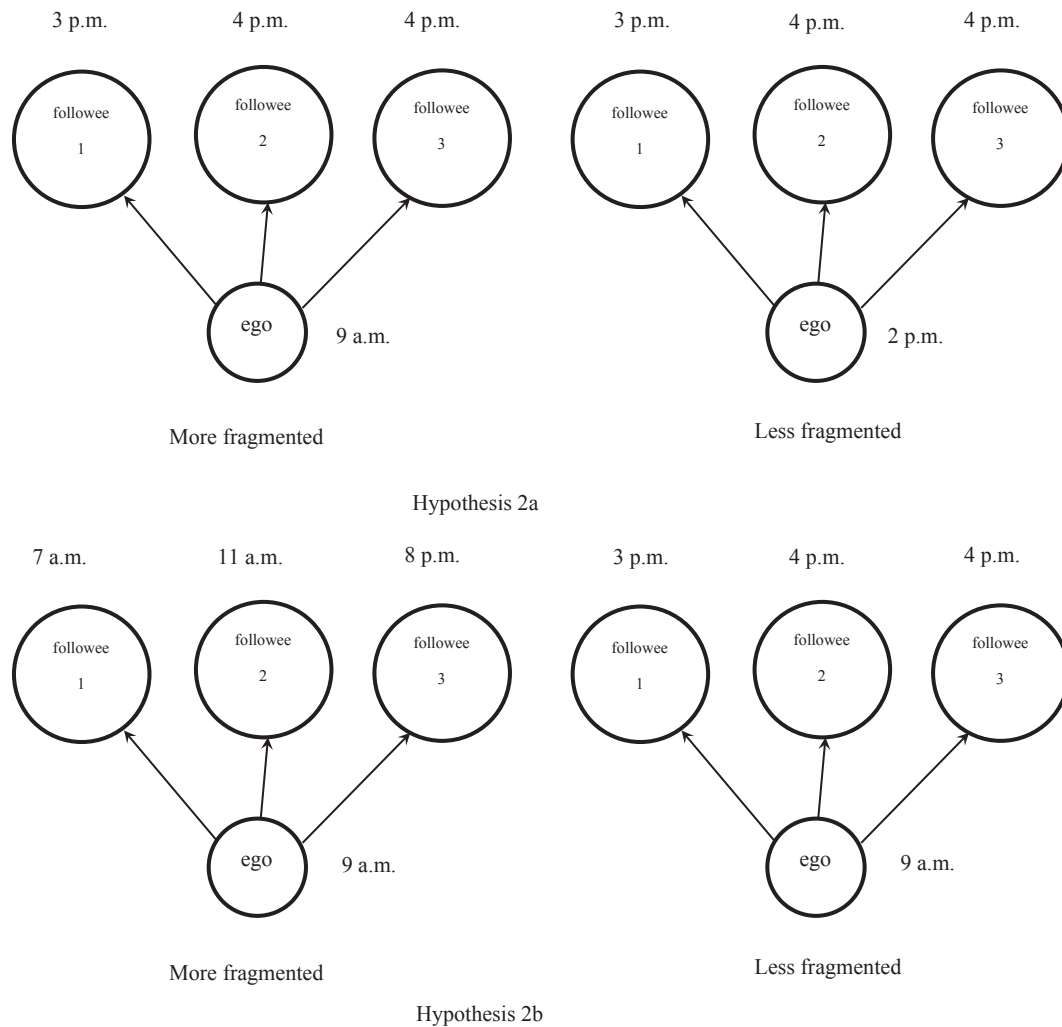 3 p.m. 4 p.m. 4 p.m. 3 p.m. 4 p.m. 4 p.m.
followee followee followee followee followee followee
1 2 3 1 2 3
ego 9 a.m. ego 2 p.m.
More fragmented Less fragmented
Hypothesis 2a
7 a.m. 11 a.m. 8 p.m. 3 p.m. 4 p.m. 4 p.m.
followee followee followee followee followee followee
1 2 3 1 2 3
ego 9 a.m. ego 9 a.m.
More fragmented Less fragmented
Hypothesis 2b